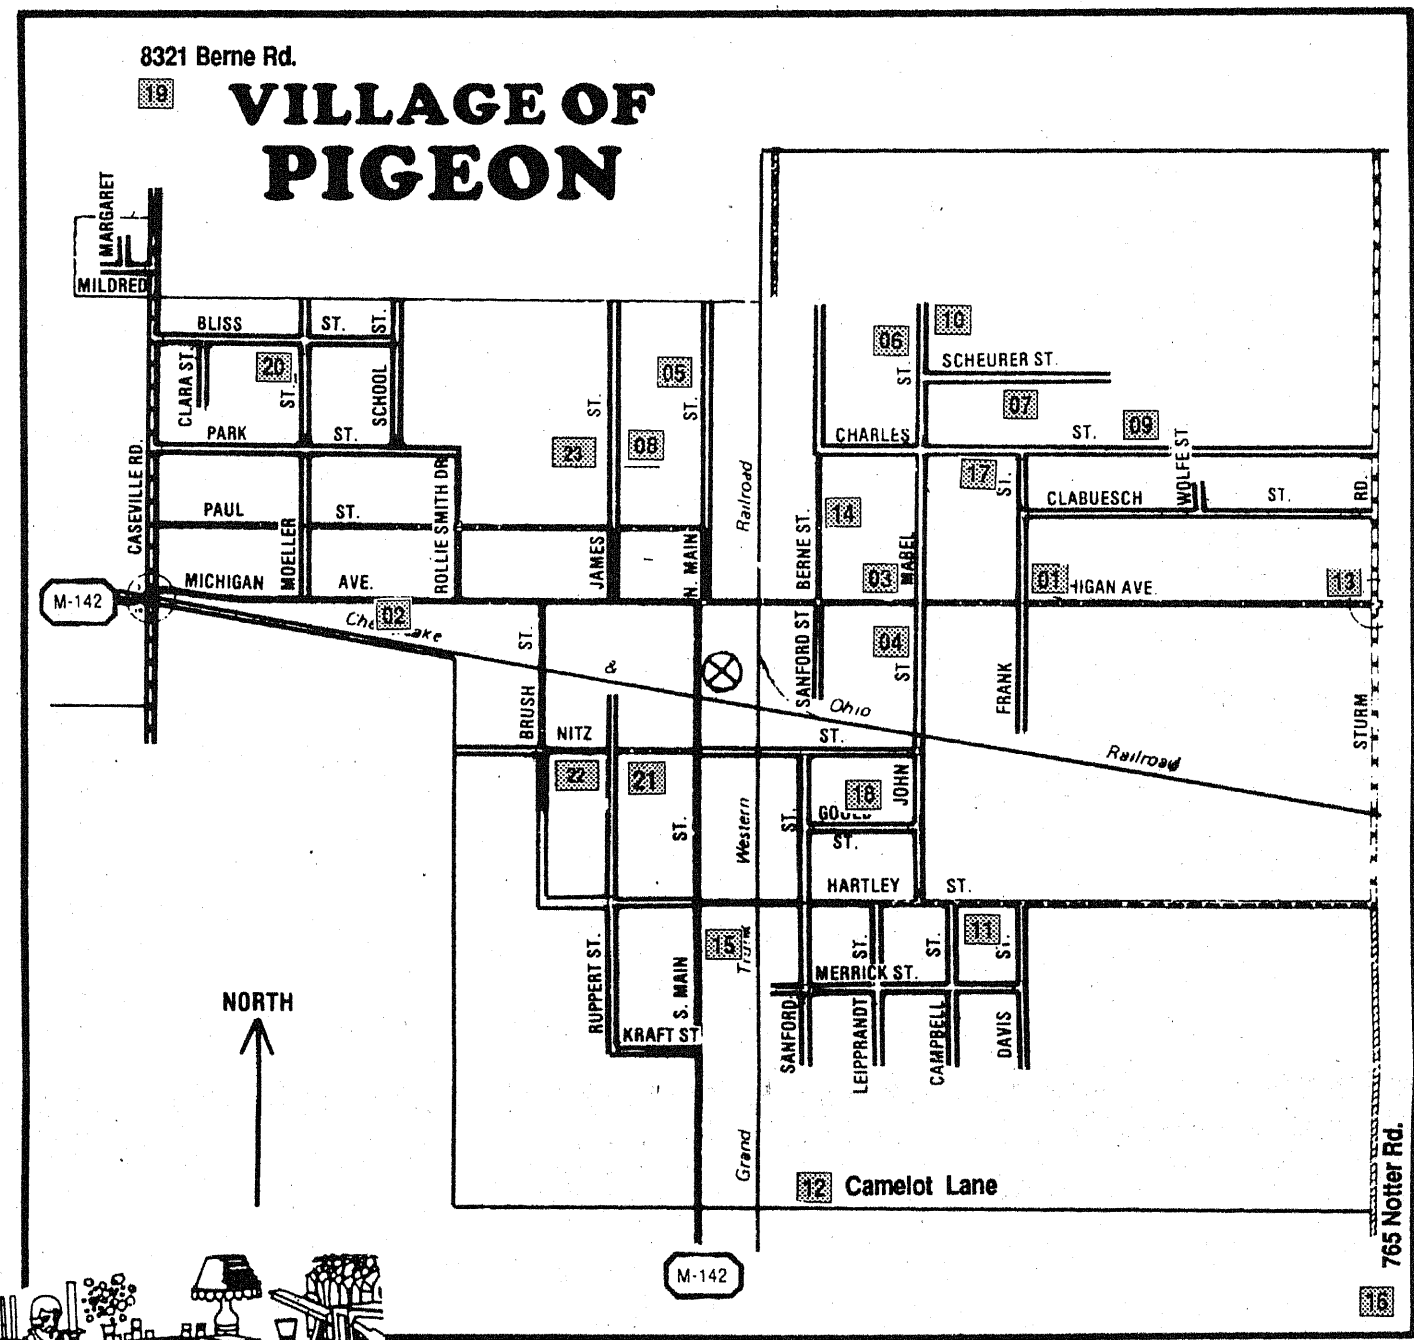 8321 Berne Rd.
19
VILLAGE OF
PIGEON
MARGARET
MILDRED
BLISS ST.
ST.
SCHOOL
CLARA ST.
20
ST.
MOELLER
PARK ST.
CASEVILLE RD.
PAUL ST.
ROLLIE SMITH DR.
MICHIGAN AVE.
M-142
02
05
ST.
N. MAIN
ST.
JAMES
23
08
Railroad
10
06
ST.
MABEL
SCHEURER ST.
07
09
CHARLES ST.
WOLFE ST.
17
ST.
CLABUESCH ST.
RD.
STURM
14
BERNE ST.
03
01
HIGAN AVE.
13
SANFORD ST
04
ST
FRANK
&
Ohio
Railroad
ST.
BRUSH
NITZ ST.
22
21
ST.
S. MAIN
Western
ST.
18
JOHN
ST.
HARTLEY ST.
15
11
ST.
ST.
ST.
MERRICK ST.
RUPPERT ST.
KRAFT ST
SANFORD
LEIPPRANDT
CAMPBELL
DAVIS
NORTH
Grand
12 Camelot Lane
765 Notter Rd.
M-142
16